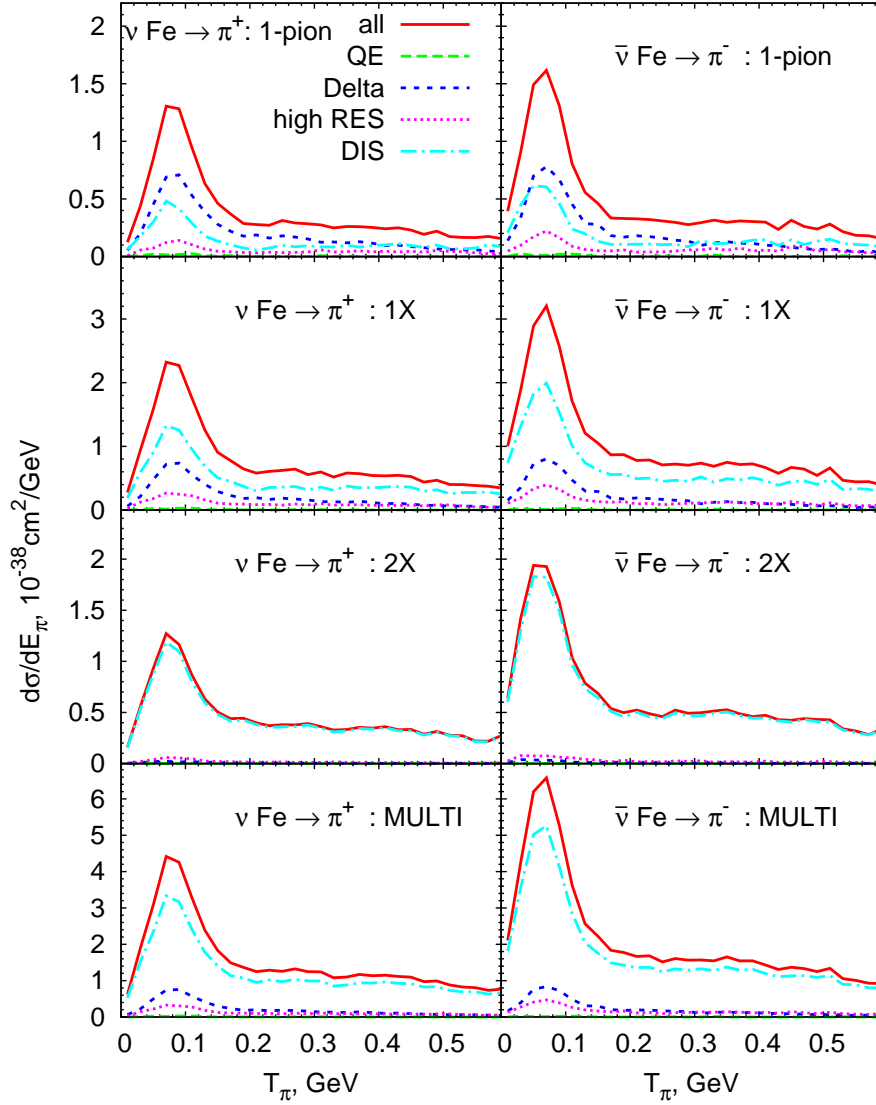 ν Fe → π⁺: 1-pion
all
QE
Delta
high RES
DIS
ν̅ Fe → π⁻ : 1-pion
2
1.5
1
0.5
0
ν Fe → π⁺ : 1X
ν̅ Fe → π⁻ : 1X
3
2
1
0
ν Fe → π⁺ : 2X
ν̅ Fe → π⁻ : 2X
2
1.5
1
0.5
0
ν Fe → π⁺ : MULTI
ν̅ Fe → π⁻ : MULTI
6
5
4
3
2
1
0
dσ/dE_π, 10⁻³⁸cm²/GeV
0 0.1 0.2 0.3 0.4 0.5
0 0.1 0.2 0.3 0.4 0.5
T_π, GeV
T_π, GeV